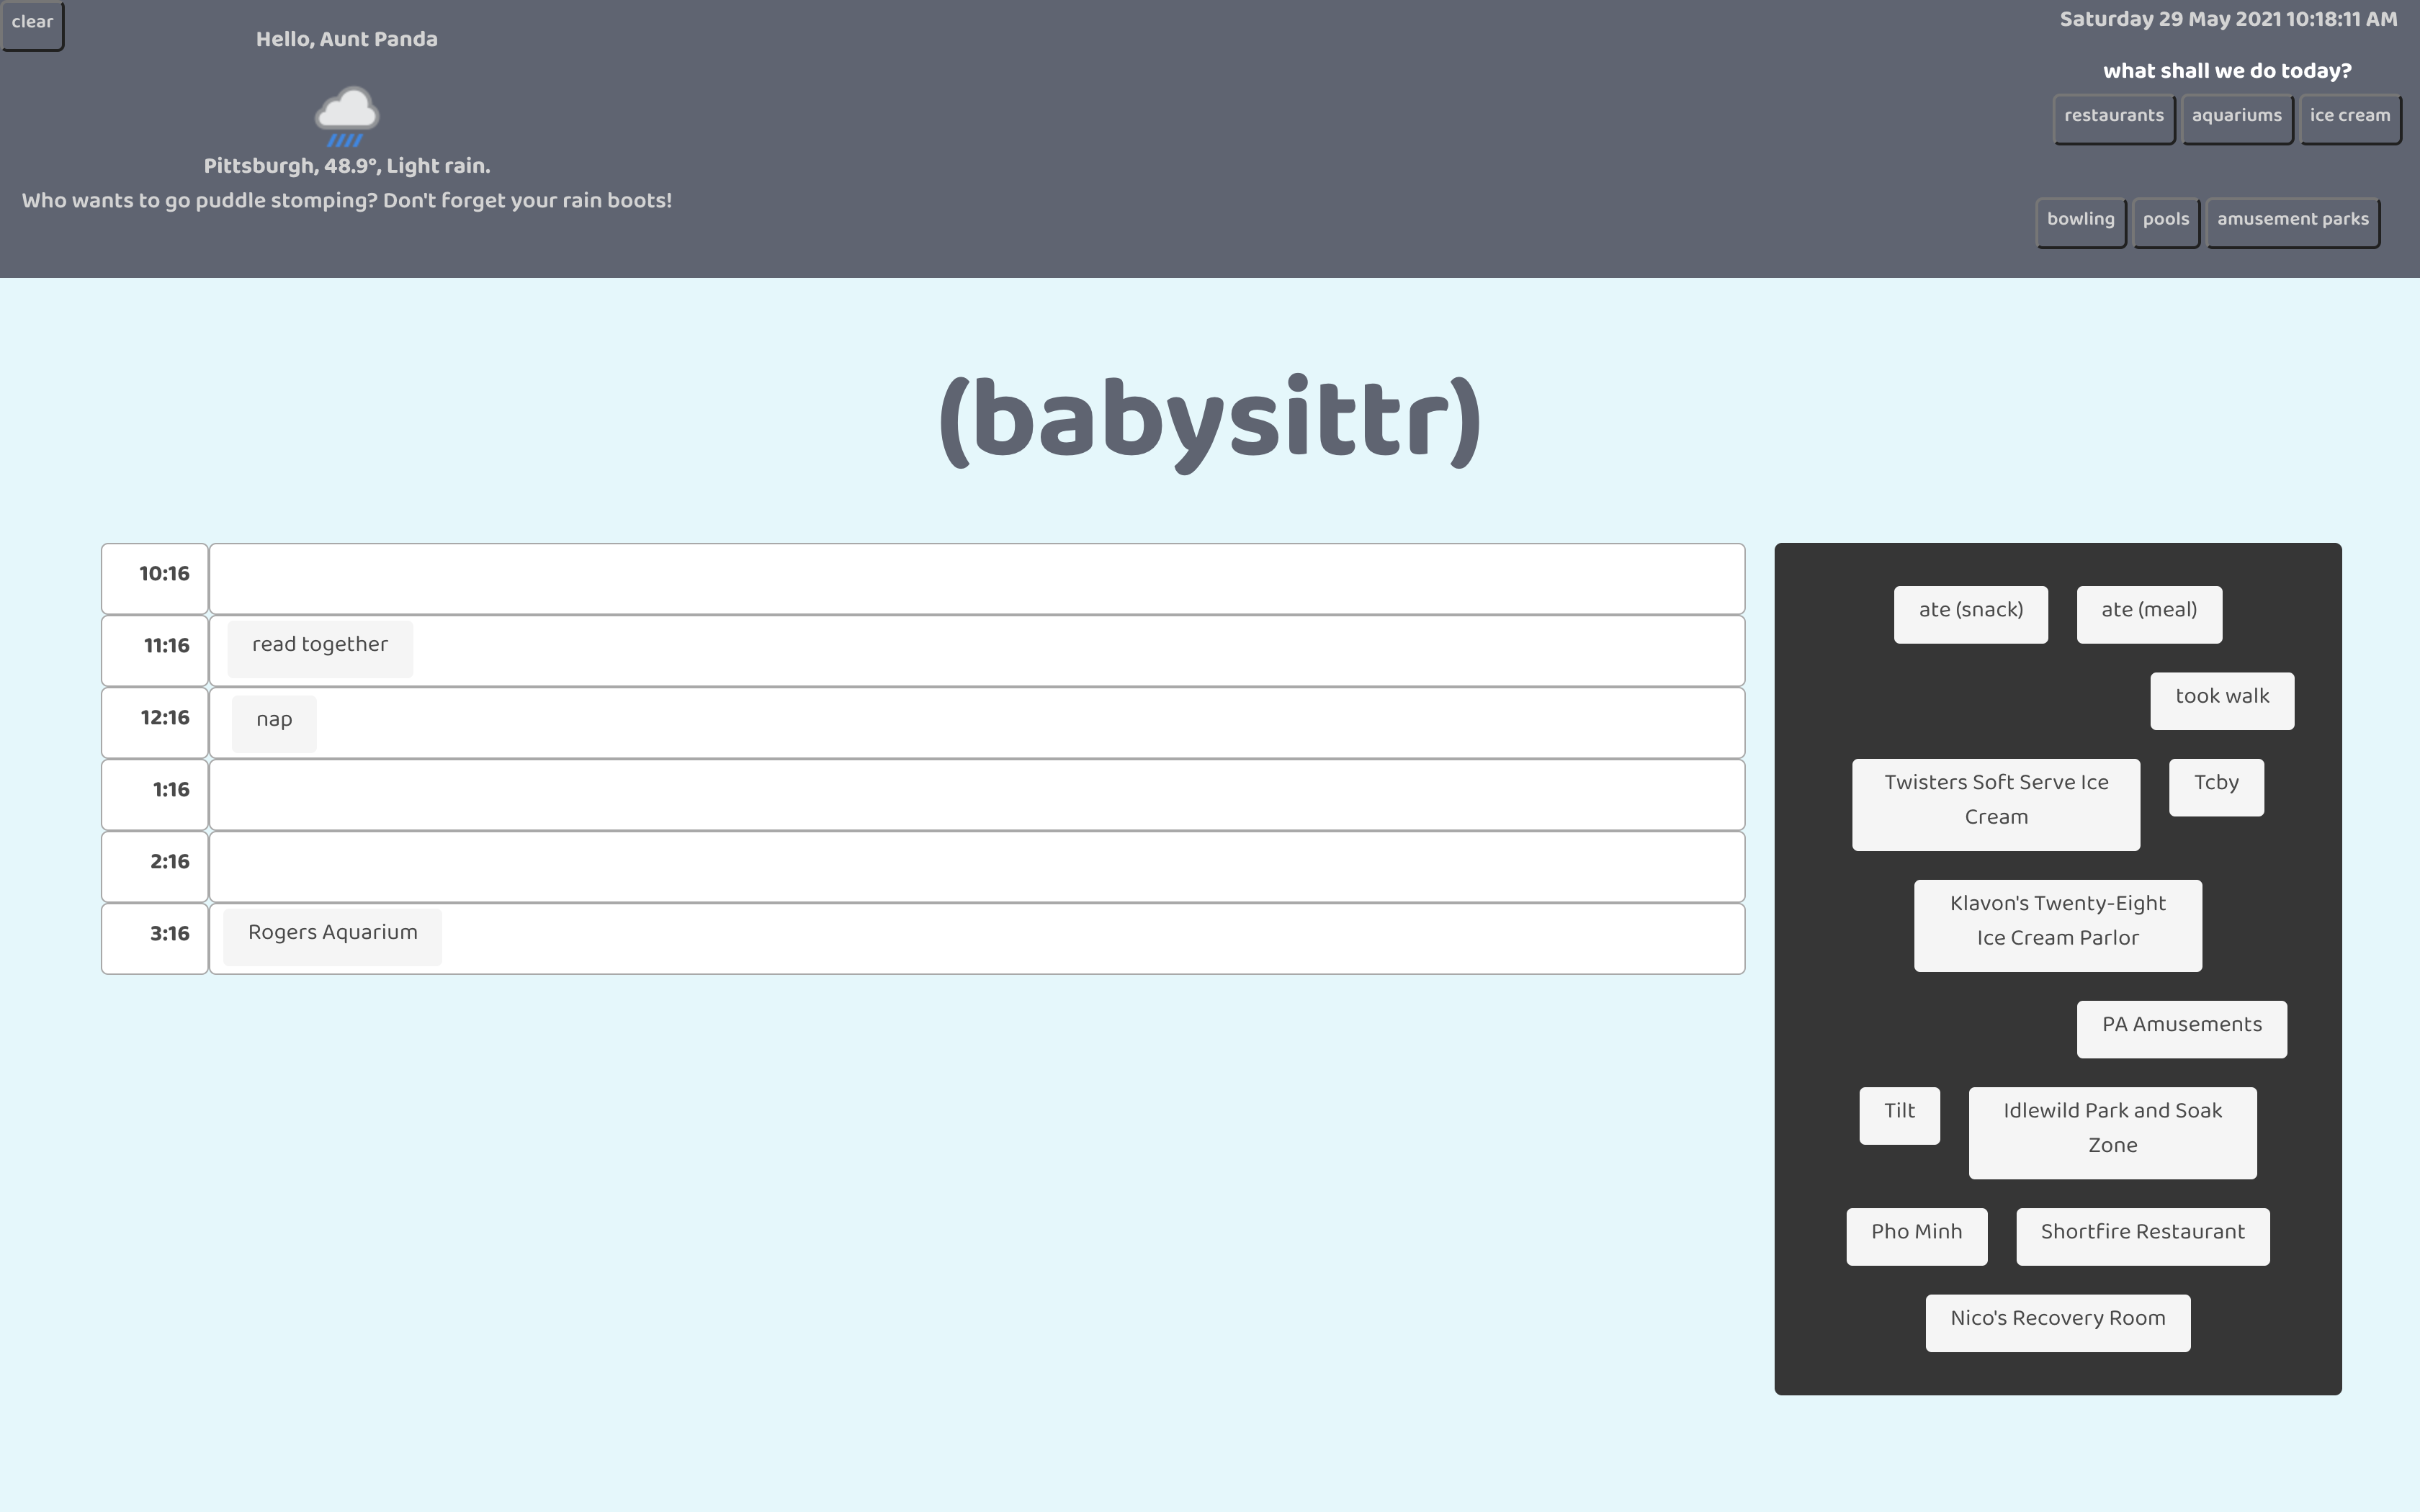 clear
Hello, Aunt Panda
Pittsburgh, 48.9°, Light rain.
Who wants to go puddle stomping? Don't forget your rain boots!
Saturday 29 May 2021 10:18:11 AM
what shall we do today?
restaurants aquariums ice cream
bowling pools amusement parks
(babysittr)
10:16
11:16 read together
12:16 nap
1:16
2:16
3:16 Rogers Aquarium
ate (snack) ate (meal)
took walk
Twisters Soft Serve Ice
Cream
Tcby
Klavon's Twenty-Eight
Ice Cream Parlor
PA Amusements
Tilt
Idlewild Park and Soak
Zone
Pho Minh Shortfire Restaurant
Nico's Recovery Room